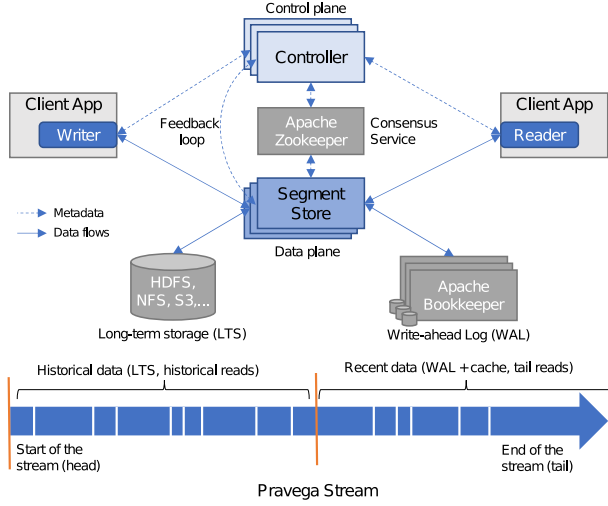 Control plane
Controller
Client App
Writer
Feedback
loop
Apache
Zookeeper
Consensus
Service
Client App
Reader
Metadata
Data flows
Segment
Store
Data plane
HDFS,
NFS, S3,...
Long-term storage (LTS)
Apache
Bookkeeper
Write-ahead Log (WAL)
Historical data (LTS, historical reads)
Recent data (WAL + cache, tail reads)
Start of the
stream (head)
End of the
stream (tail)
Pravega Stream